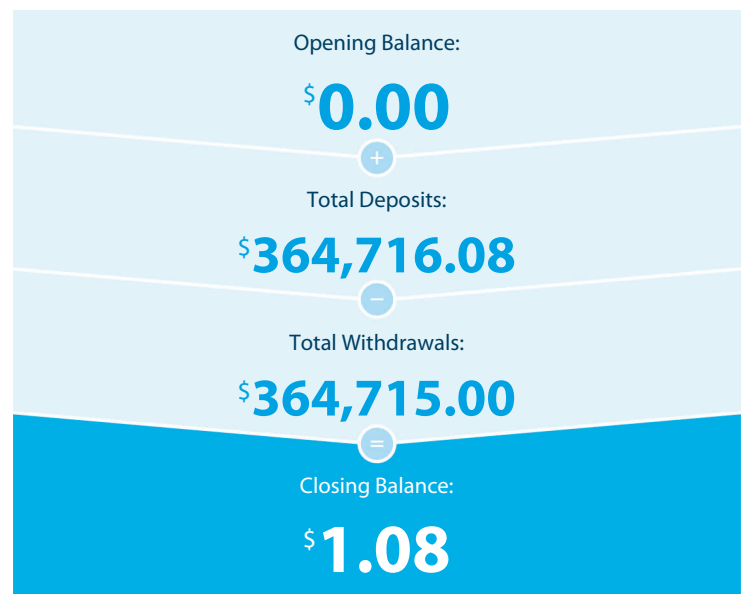 Opening Balance:
$0.00
+
Total Deposits:
$364,716.08
−
Total Withdrawals:
$364,715.00
=
Closing Balance:
$1.08